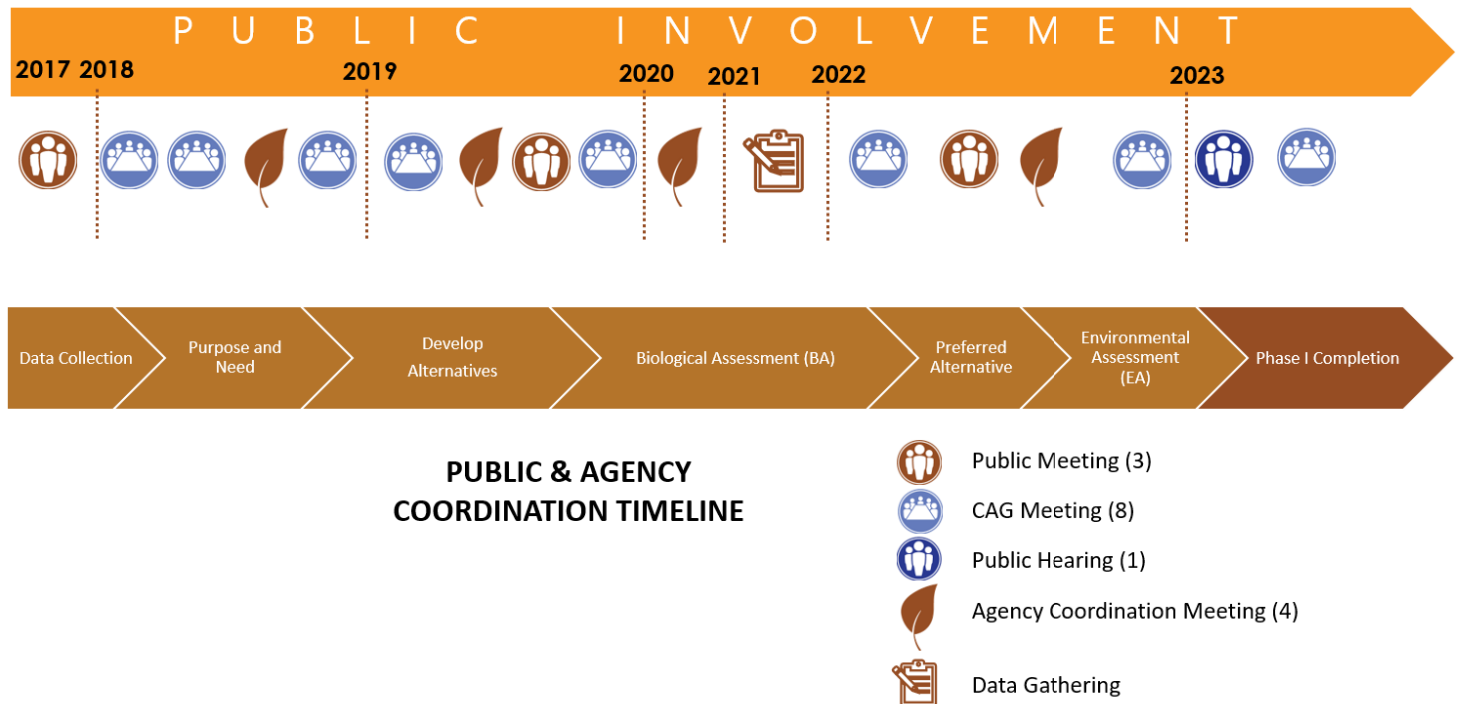 PUBLIC INVOLVEMENT
2017 2018 2019 2020 2021 2022 2023
Data Collection
Purpose and
Need
Develop
Alternatives
Biological Assessment (BA)
Preferred
Alternative
Environmental
Assessment
(EA)
Phase I Completion
PUBLIC & AGENCY
COORDINATION TIMELINE
Public Meeting (3)
CAG Meeting (8)
Public Hearing (1)
Agency Coordination Meeting (4)
Data Gathering